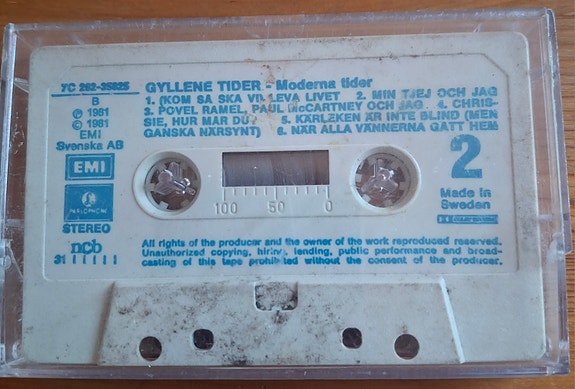 7C 262-35025 GYLLENE TIDER - Moderna tider
B 1. (KOM SÅ SKA VI) LEVA LIVET 2. MIN TJEJ OCH JAG
℗ 1981 3. POVEL RAMEL, PAUL McCARTNEY OCH JAG 4. CHRIS-
© 1981 SIE, HUR MÅR DU? 5. KÄRLEKEN ÄR INTE BLIND (MEN
EMI GANSKA NÄRSYNT) 6. NÄR ALLA VÄNNERNA GÅTT HEM
Svenska AB
EMI
PARLOPHONE
STEREO
ncb
31
100 50 0
2
Made in
Sweden
All rights of the producer and the owner of the work reproduced reserved.
Unauthorized copying, hiring, lending, public performance and broad-
casting of this tape prohibited without the consent of the producer.